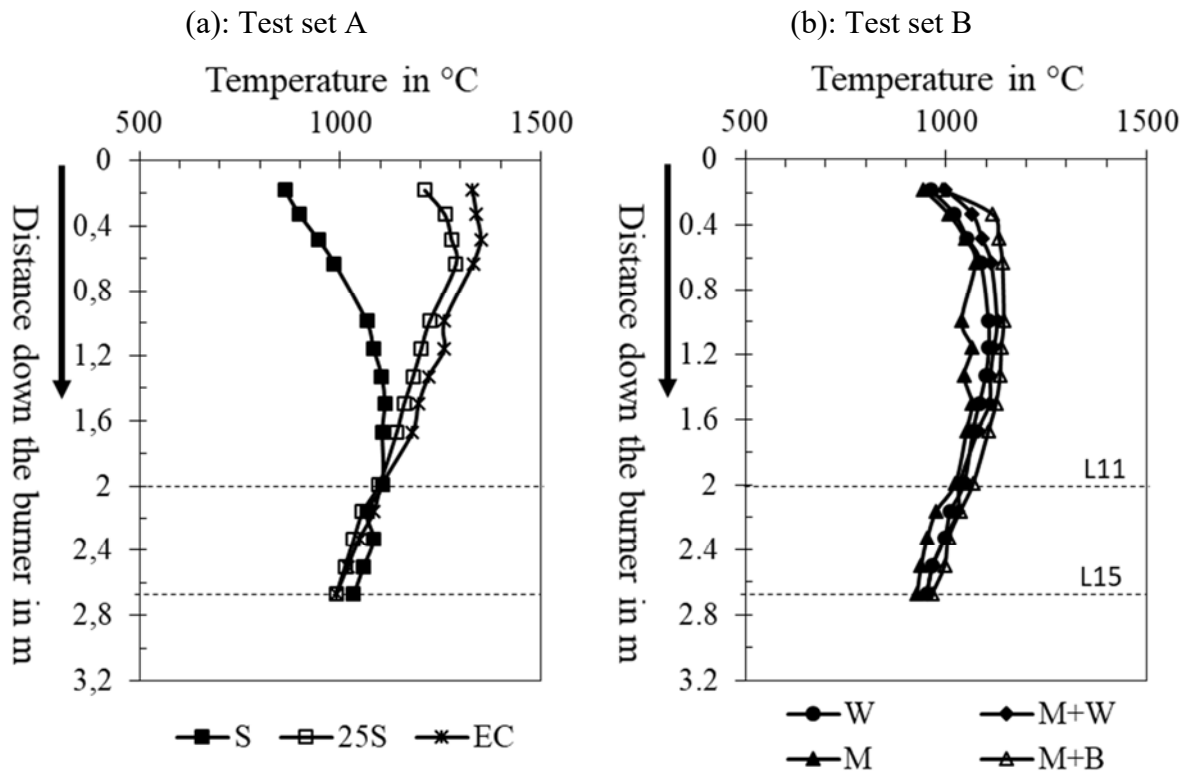 (a): Test set A
Temperature in °C
500 1000 1500
0
0,4
0,8
1,2
1,6
2
2,4
2,8
3,2
Distance down the burner in m
S 25S EC
(b): Test set B
Temperature in °C
500 1000 1500
0
0.4
0.8
1.2
1.6
2
2.4
2.8
3.2
Distance down the burner in m
L11
L15
W M+W
M M+B